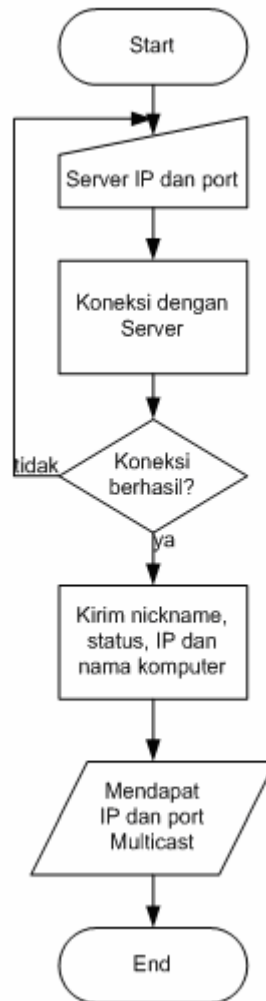 Start
Server IP dan port
Koneksi dengan
Server
Koneksi
berhasil?
tidak
ya
Kirim nickname,
status, IP dan
nama komputer
Mendapat
IP dan port
Multicast
End